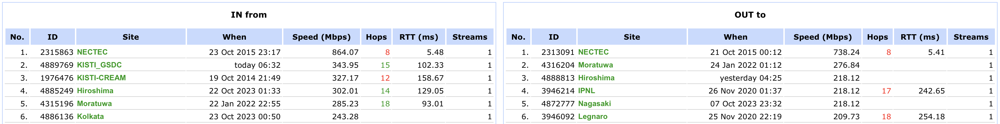 IN from
No. ID Site When Speed (Mbps) Hops RTT (ms) Streams
1. 2315863 NECTEC 23 Oct 2015 23:17 864.07 8 5.48 1
2. 4889769 KISTI_GSDC today 06:32 343.95 15 102.33 1
3. 1976476 KISTI-CREAM 19 Oct 2014 21:49 327.17 12 158.67 1
4. 4885249 Hiroshima 22 Oct 2023 01:33 302.01 14 129.05 1
5. 4315196 Moratuwa 22 Jan 2022 22:55 285.23 18 93.01 1
6. 4886136 Kolkata 23 Oct 2023 00:50 243.28 1
OUT to
No. ID Site When Speed (Mbps) Hops RTT (ms) Streams
1. 2313091 NECTEC 21 Oct 2015 00:12 738.24 8 5.41 1
2. 4316204 Moratuwa 24 Jan 2022 01:12 276.84 1
3. 4888813 Hiroshima yesterday 04:25 218.12 1
4. 3946214 IPNL 26 Nov 2020 01:37 218.12 17 242.65 1
5. 4872777 Nagasaki 07 Oct 2023 23:32 218.12 1
6. 3946092 Legnaro 25 Nov 2020 22:19 209.73 18 254.18 1